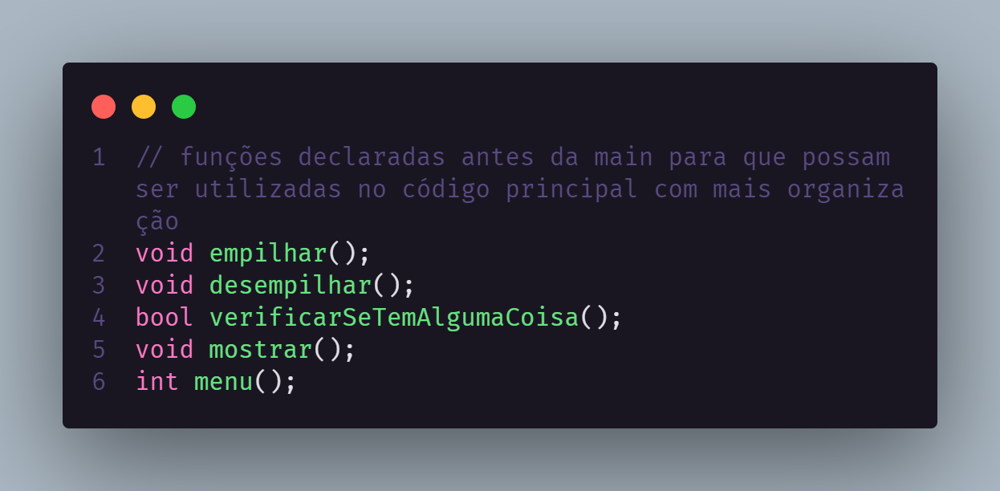 1 // funções declaradas antes da main para que possam
ser utilizadas no código principal com mais organiza
ção
2 void empilhar();
3 void desempilhar();
4 bool verificarSeTemAlgumaCoisa();
5 void mostrar();
6 int menu();